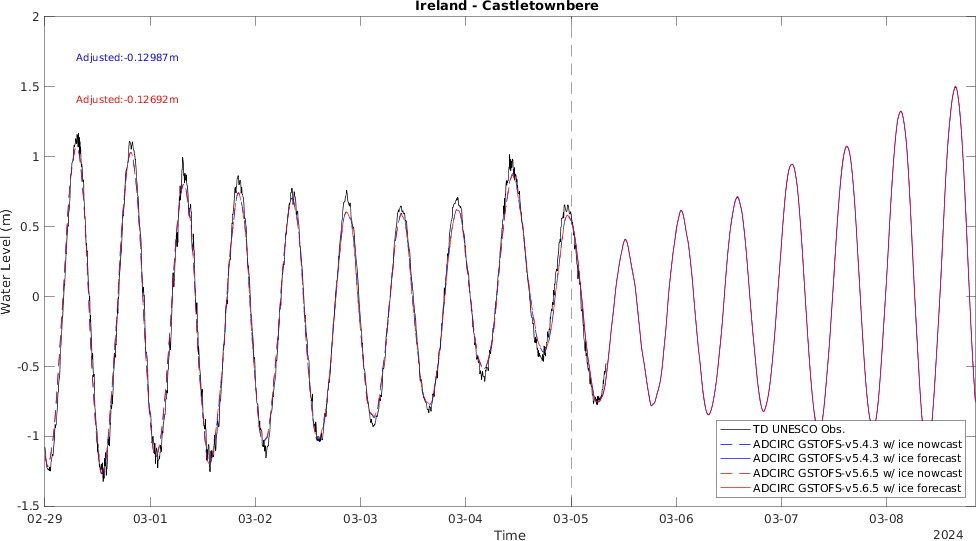 Ireland - Castletownbere
2
1.5
1
0.5
0
-0.5
-1
-1.5
Water Level (m)
Adjusted:-0.12987m
Adjusted:-0.12692m
TD UNESCO Obs.
ADCIRC GSTOFS-v5.4.3 w/ ice nowcast
ADCIRC GSTOFS-v5.4.3 w/ ice forecast
ADCIRC GSTOFS-v5.6.5 w/ ice nowcast
ADCIRC GSTOFS-v5.6.5 w/ ice forecast
02-29 03-01 03-02 03-03 03-04 03-05 03-06 03-07 03-08
Time
2024